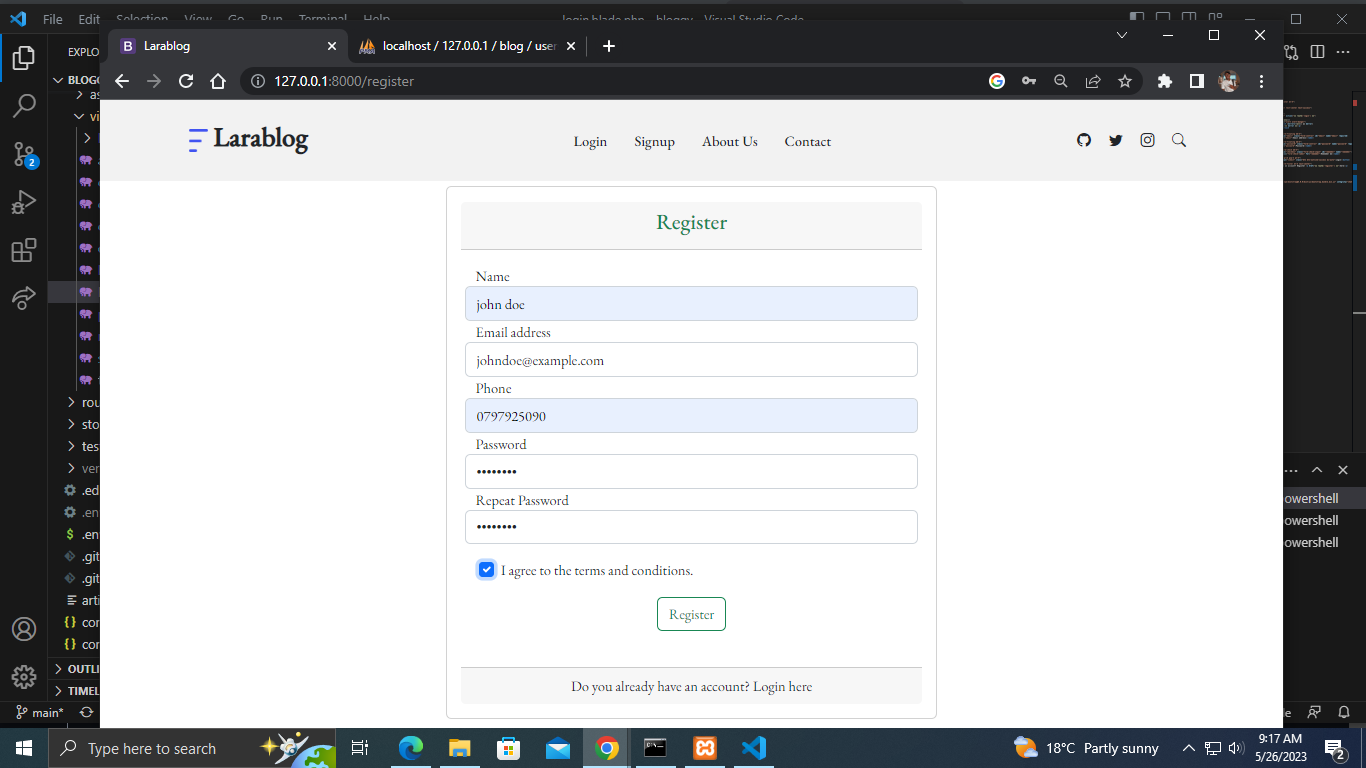 File Edit Selection View Go Run Terminal Help login.blade.php - bloggy - Visual Studio Code
Larablog
localhost / 127.0.0.1 / blog / user
127.0.0.1:8000/register
EXPLO
BLOGG
as
vi
rou
sto
test
ven
.ed
.en
.en
.git
.git
arti
con
con
OUTLI
TIMEL
2
main*
Larablog
Login Signup About Us Contact
Register
Name
john doe
Email address
johndoe@example.com
Phone
0797925090
Password
Repeat Password
I agree to the terms and conditions.
Register
Do you already have an account? Login here
owershell
owershell
owershell
Type here to search
18°C Partly sunny
9:17 AM
5/26/2023
2